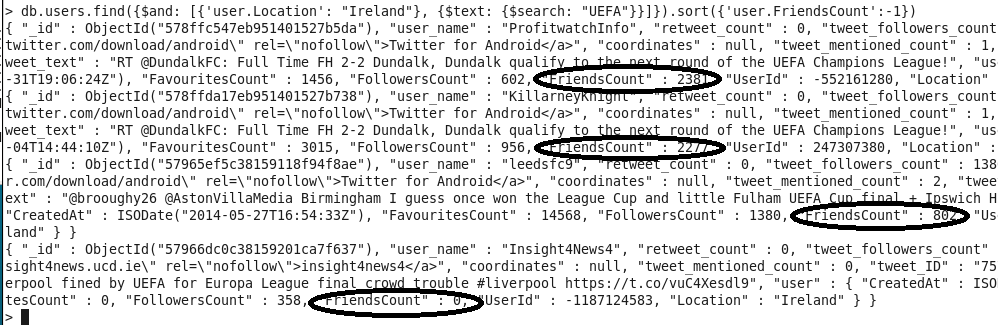 > db.users.find({$and: [{'user.Location': "Ireland"}, {$text: {$search: "UEFA"}}]}).sort({'user.FriendsCount':-1})
{ "_id" : ObjectId("578ffc547eb951401527b5da"), "user_name" : "ProfitwatchInfo", "retweet_count" : 0, "tweet_followers_count
twitter.com/download/android\" rel=\"nofollow\">Twitter for Android</a>", "coordinates" : null, "tweet_mentioned_count" : 1,
weet_text" : "RT @DundalkFC: Full Time FH 2-2 Dundalk, Dundalk qualify to the next round of the UEFA Champions League!", "us
-31T19:06:24Z"), "FavouritesCount" : 1456, "FollowersCount" : 602, "FriendsCount" : 2381, "UserId" : -552161280, "Location"
{ "_id" : ObjectId("578ffda17eb951401527b738"), "user_name" : "KillarneyKnight", "retweet_count" : 0, "tweet_followers_count
twitter.com/download/android\" rel=\"nofollow\">Twitter for Android</a>", "coordinates" : null, "tweet_mentioned_count" : 1,
weet_text" : "RT @DundalkFC: Full Time FH 2-2 Dundalk, Dundalk qualify to the next round of the UEFA Champions League!", "us
-04T14:44:10Z"), "FavouritesCount" : 3015, "FollowersCount" : 956, "FriendsCount" : 2277, "UserId" : 247307380, "Location" :
{ "_id" : ObjectId("57965ef5c38159118f94f8ae"), "user_name" : "leedsfc9", "retweet_count" : 0, "tweet_followers_count" : 138
r.com/download/android\" rel=\"nofollow\">Twitter for Android</a>", "coordinates" : null, "tweet_mentioned_count" : 2, "twee
ext" : "@brooughy26 @AstonVillaMedia Birmingham I guess once won the League Cup and little Fulham UEFA Cup final + Ipswich H
"CreatedAt" : ISODate("2014-05-27T16:54:33Z"), "FavouritesCount" : 14568, "FollowersCount" : 1380, "FriendsCount" : 802, "Us
land" } }
{ "_id" : ObjectId("57966dc0c38159201ca7f637"), "user_name" : "Insight4News4", "retweet_count" : 0, "tweet_followers_count"
sight4news.ucd.ie\" rel=\"nofollow\">insight4news4</a>", "coordinates" : null, "tweet_mentioned_count" : 0, "tweet_ID" : "75
erpool fined by UEFA for Europa League final crowd trouble #liverpool https://t.co/vuC4Xesdl9", "user" : { "CreatedAt" : ISO
tesCount" : 0, "FollowersCount" : 358, "FriendsCount" : 0, "UserId" : -1187124583, "Location" : "Ireland" } }
>